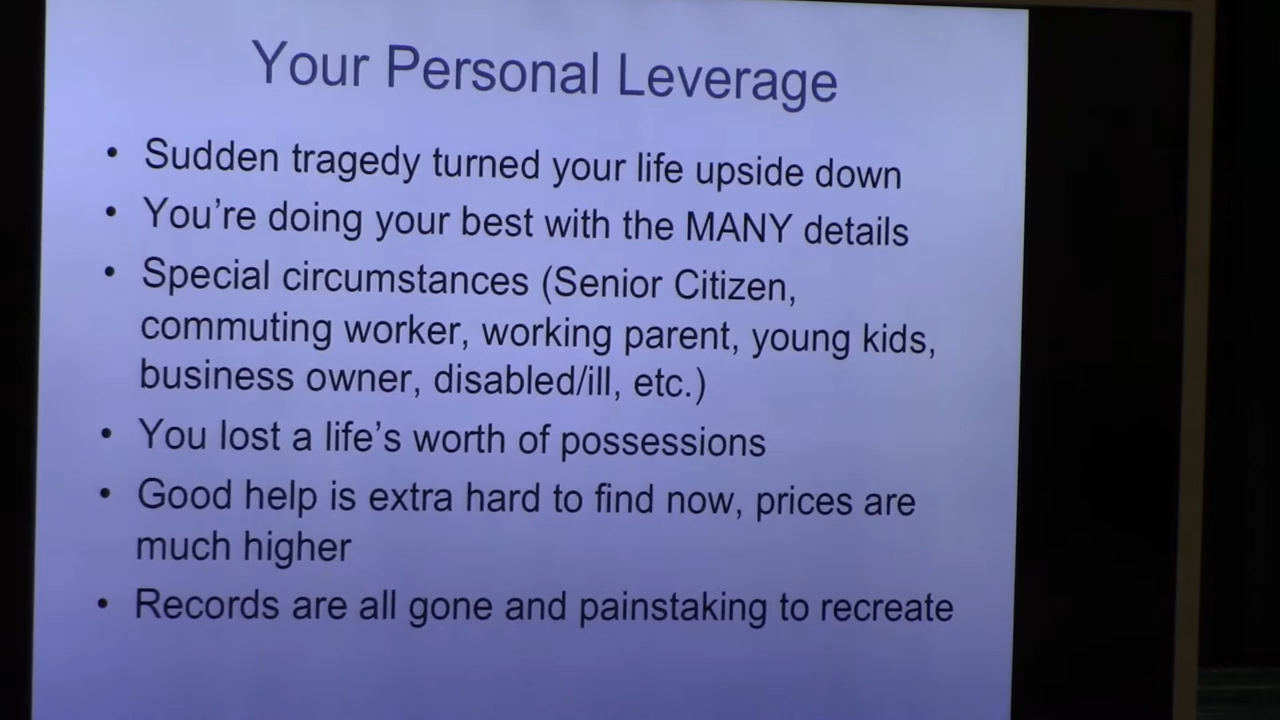 Your Personal Leverage
• Sudden tragedy turned your life upside down
• You're doing your best with the MANY details
• Special circumstances (Senior Citizen,
commuting worker, working parent, young kids,
business owner, disabled/ill, etc.)
• You lost a life's worth of possessions
• Good help is extra hard to find now, prices are
much higher
• Records are all gone and painstaking to recreate